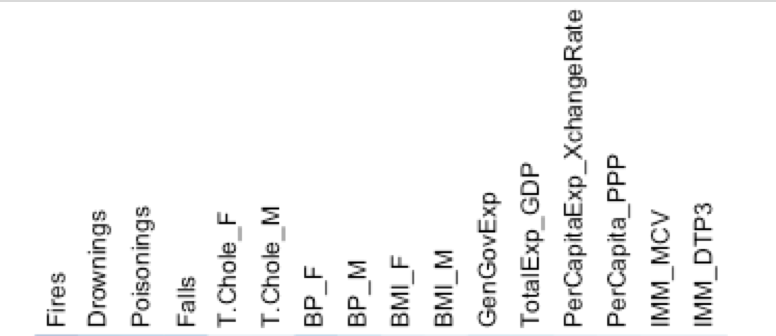 Fires
Drownings
Poisonings
Falls
T.Chole_F
T.Chole_M
BP_F
BP_M
BMI_F
BMI_M
GenGovExp
TotalExp_GDP
PerCapitaExp_XchangeRate
PerCapita_PPP
IMM_MCV
IMM_DTP3